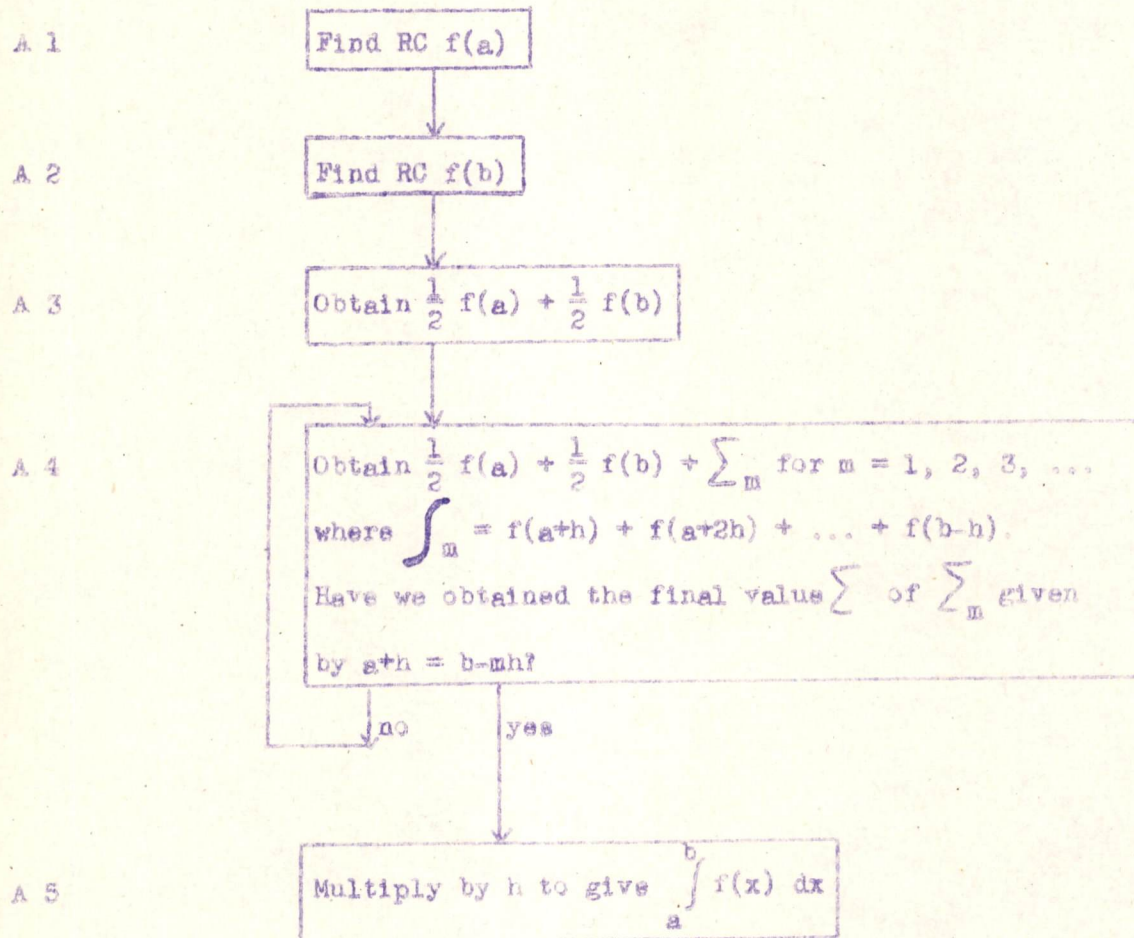 A 1 Find RC f(a)
A 2 Find RC f(b)
A 3 Obtain 1/2 f(a) + 1/2 f(b)
A 4 Obtain 1/2 f(a) + 1/2 f(b) + ∑m for m = 1, 2, 3, ...
where ∫m = f(a+h) + f(a+2h) + ... + f(b-h).
Have we obtained the final value ∑ of ∑m given
by a+h = b-mh?
no yes
A 5 Multiply by h to give ∫ₐᵇ f(x) dx